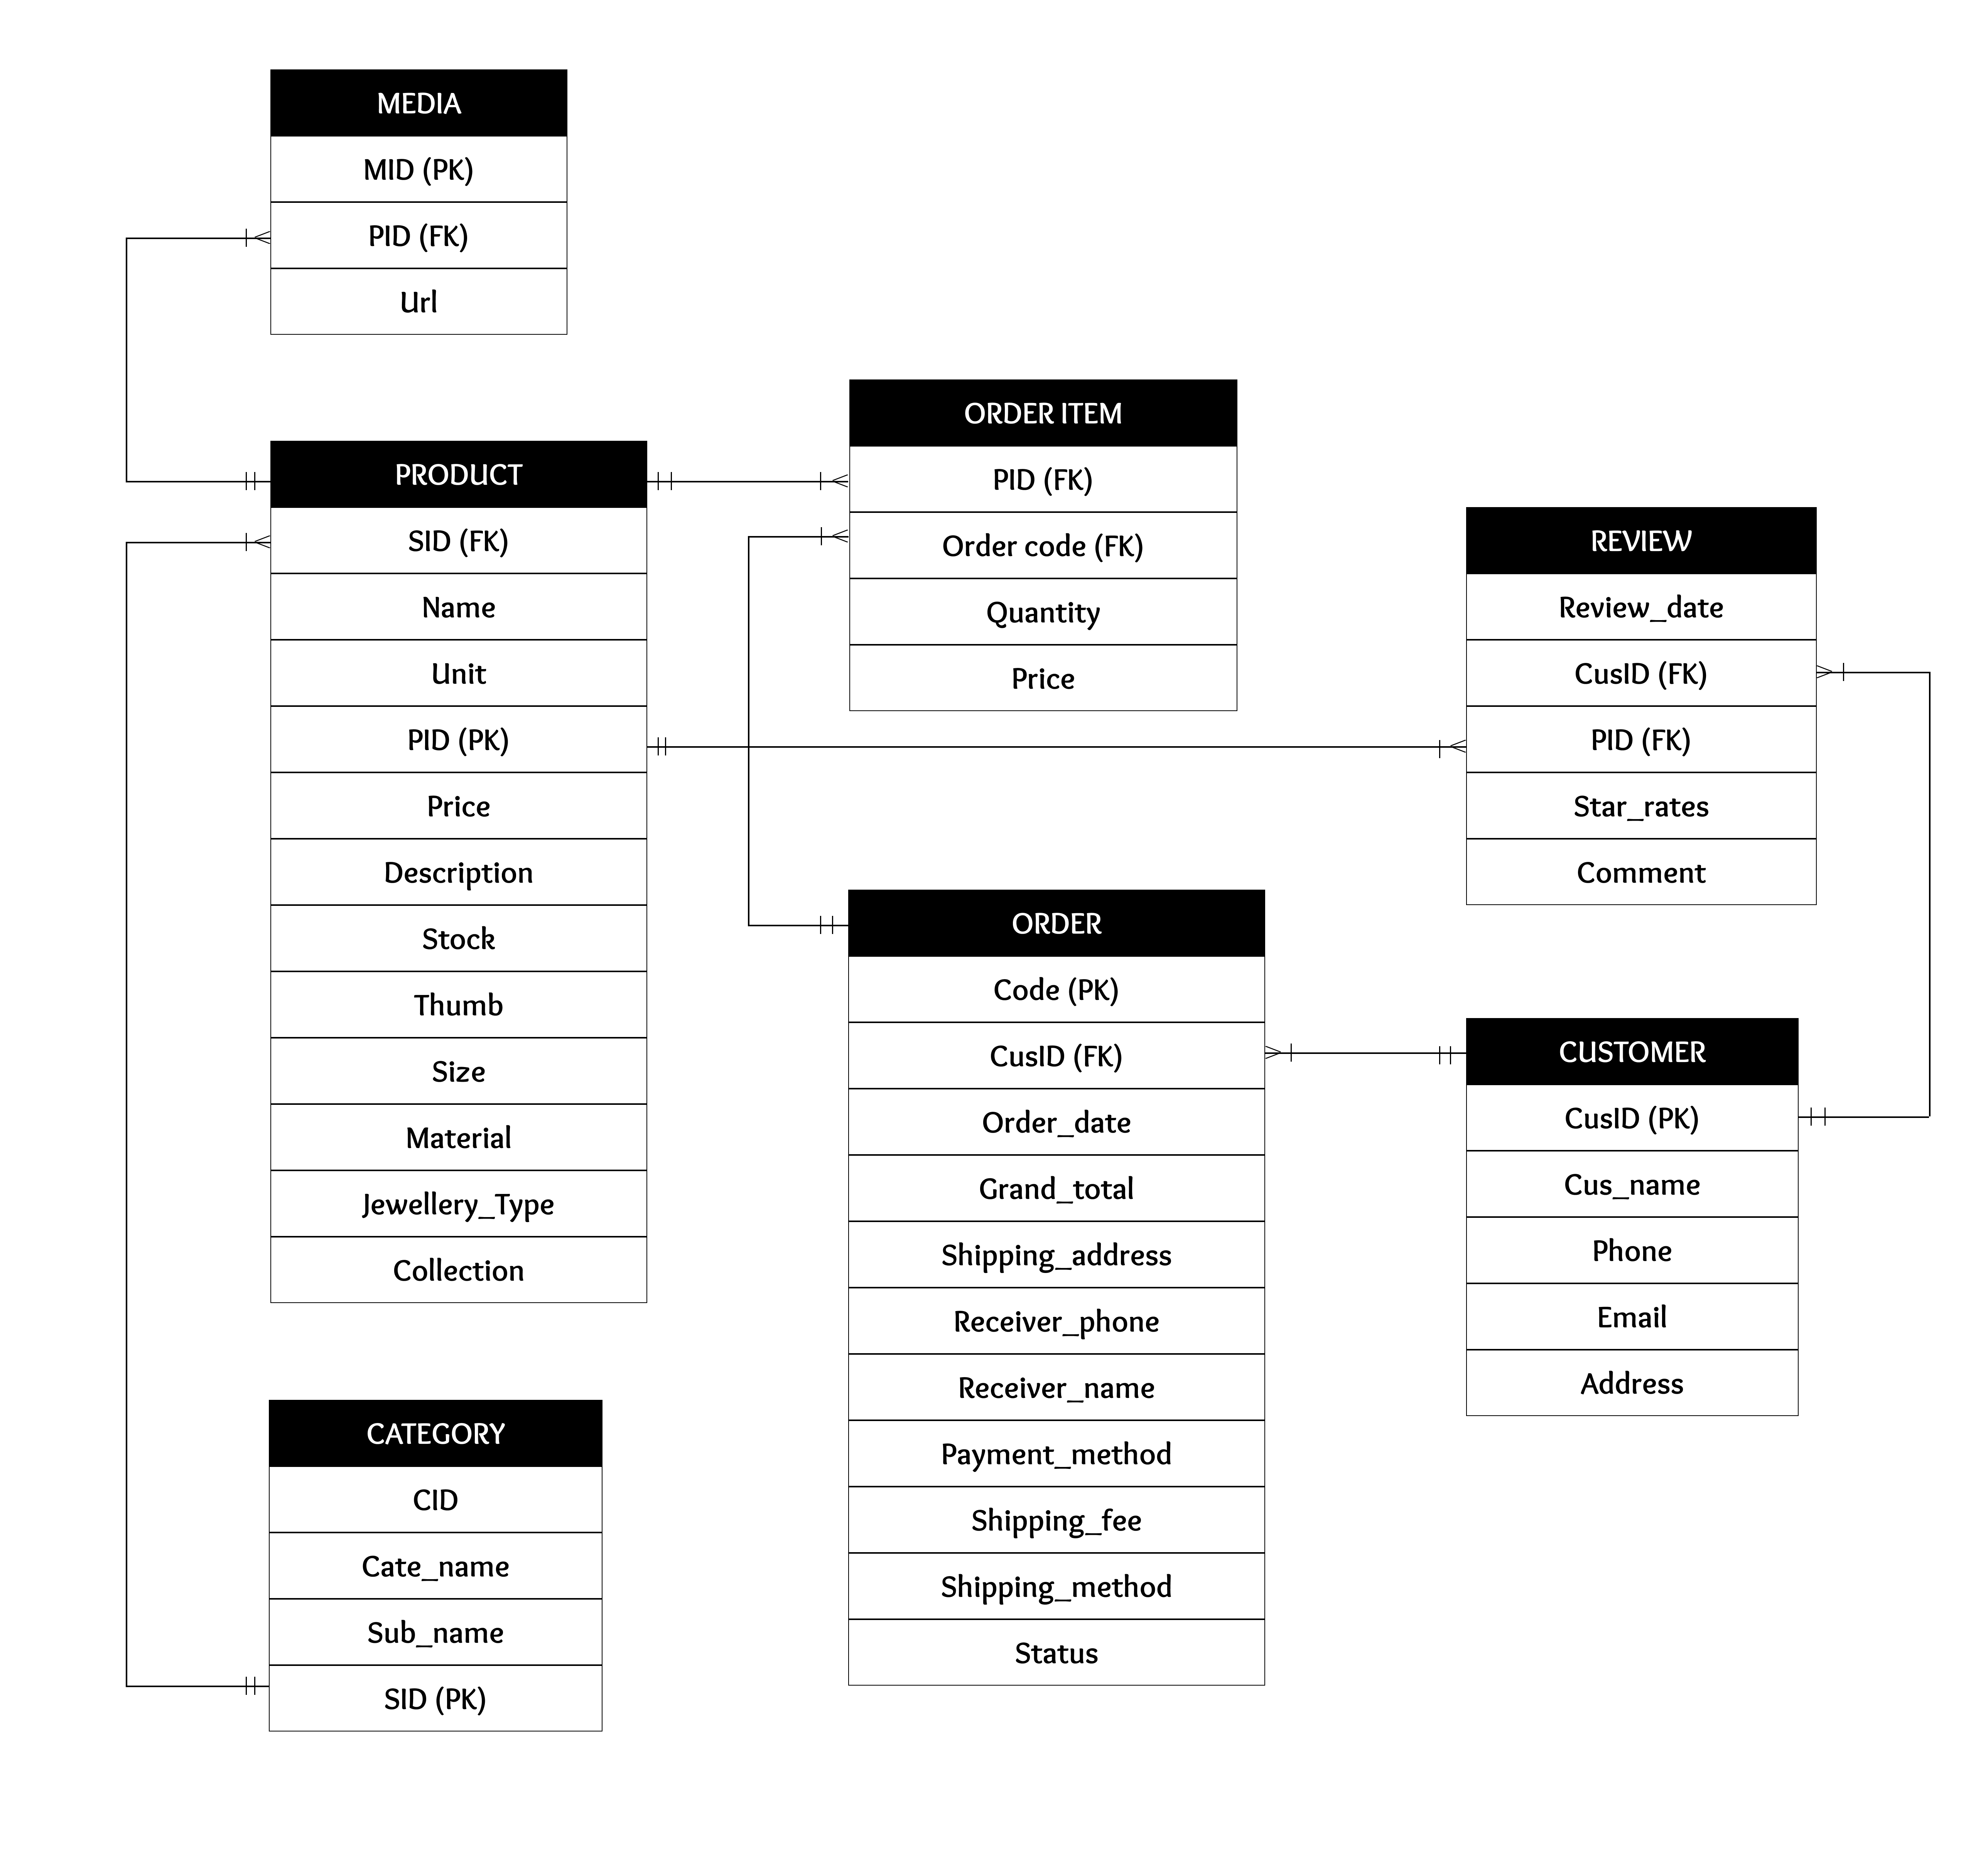 MEDIA
MID (PK)
PID (FK)
Url
PRODUCT
SID (FK)
Name
Unit
PID (PK)
Price
Description
Stock
Thumb
Size
Material
Jewellery_Type
Collection
CATEGORY
CID
Cate_name
Sub_name
SID (PK)
ORDER ITEM
PID (FK)
Order code (FK)
Quantity
Price
ORDER
Code (PK)
CusID (FK)
Order_date
Grand_total
Shipping_address
Receiver_phone
Receiver_name
Payment_method
Shipping_fee
Shipping_method
Status
REVIEW
Review_date
CusID (FK)
PID (FK)
Star_rates
Comment
CUSTOMER
CusID (PK)
Cus_name
Phone
Email
Address